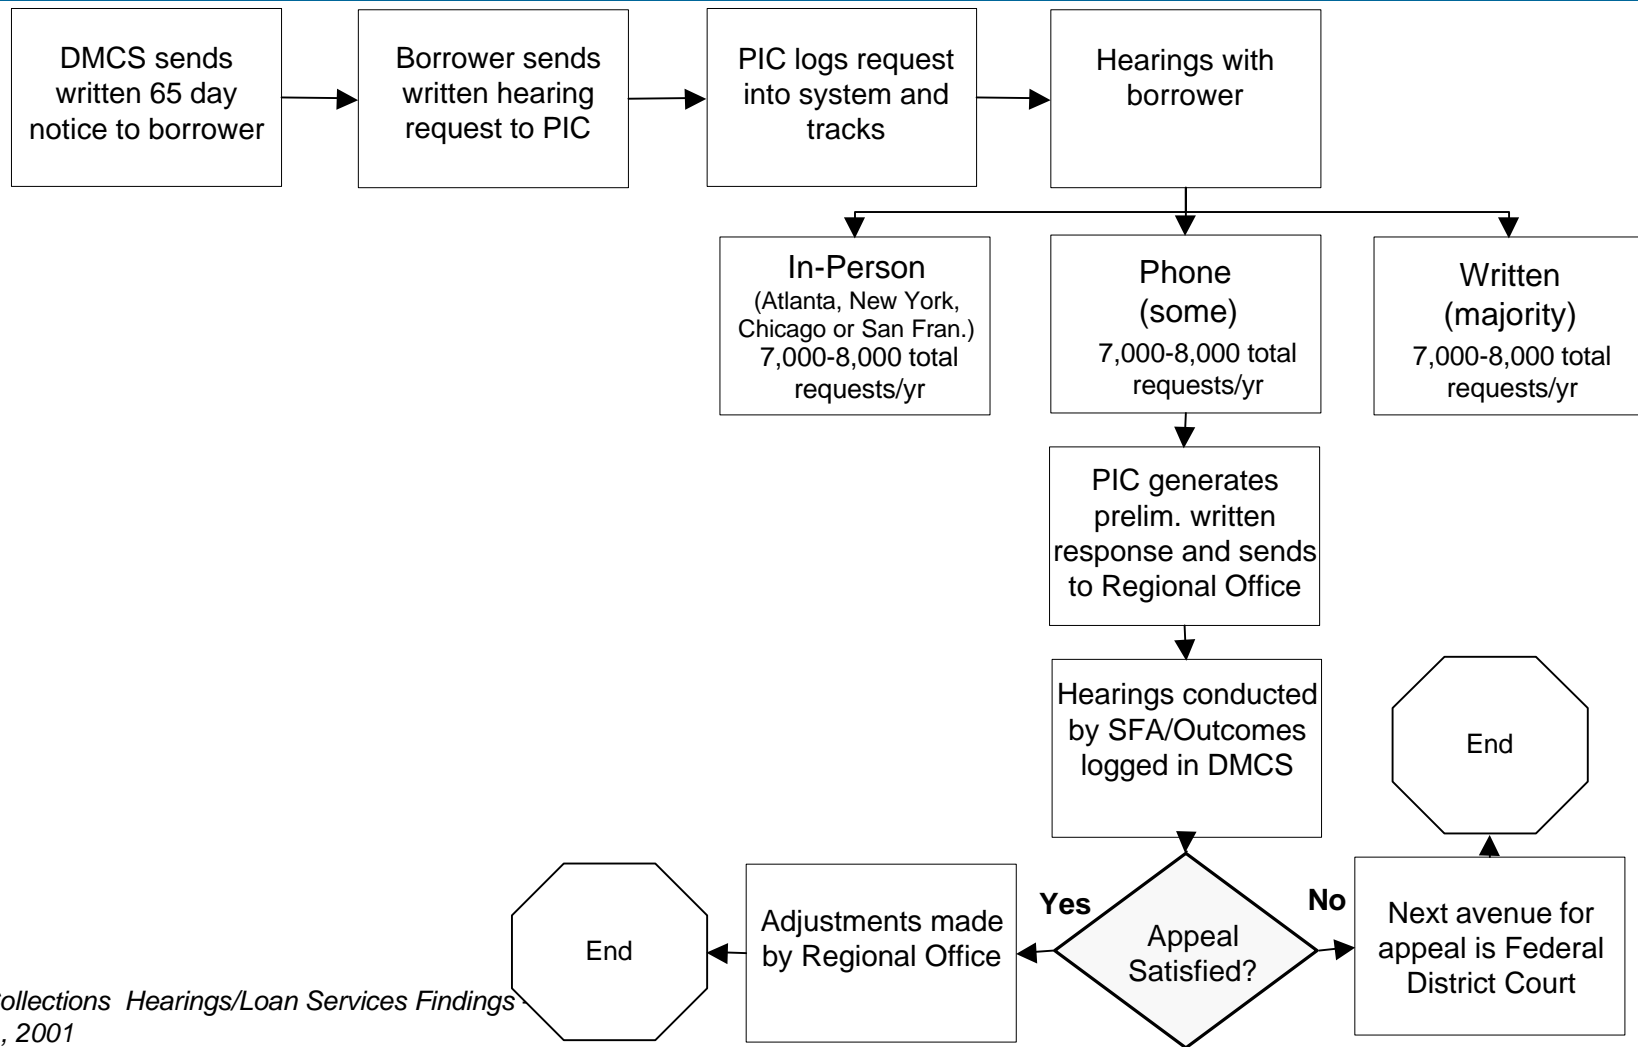 DMCS sends
written 65 day
notice to borrower
Borrower sends
written hearing
request to PIC
PIC logs request
into system and
tracks
Hearings with
borrower
In-Person
(Atlanta, New York,
Chicago or San Fran.)
7,000-8,000 total
requests/yr
Phone
(some)
7,000-8,000 total
requests/yr
Written
(majority)
7,000-8,000 total
requests/yr
PIC generates
prelim. written
response and sends
to Regional Office
Hearings conducted
by SFA/Outcomes
logged in DMCS
End
Appeal
Satisfied?
Yes
No
Adjustments made
by Regional Office
End
Next avenue for
appeal is Federal
District Court
ollections Hearings/Loan Services Findings
, 2001